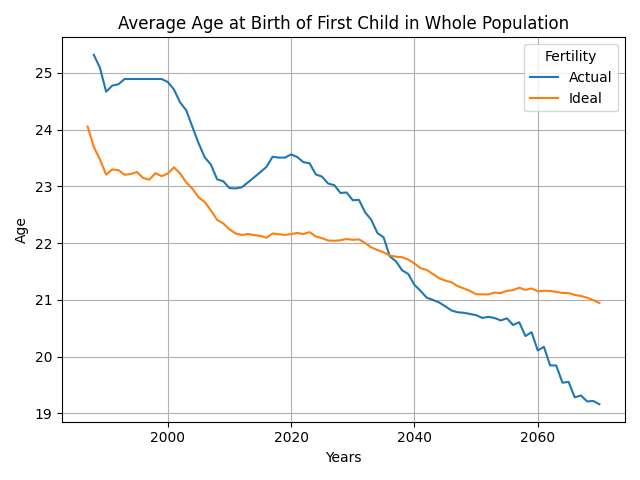 Average Age at Birth of First Child in Whole Population
Fertility
Actual
Ideal
Age
25
24
23
22
21
20
19
2000
2020
2040
2060
Years